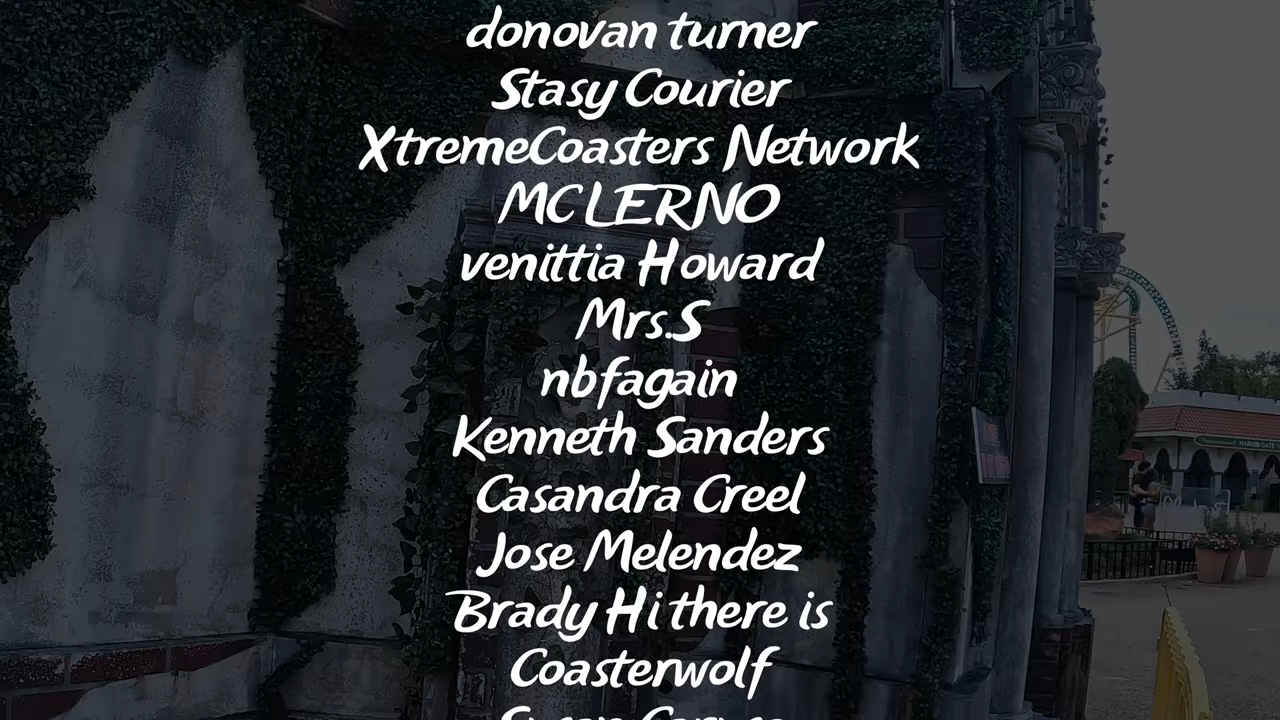 donovan turner
Stasy Courier
XtremeCoasters Network
MCLERNO
venittia Howard
Mrs.S
nbfagain
Kenneth Sanders
Casandra Creel
Jose Melendez
Brady Hi there is
Coasterwolf